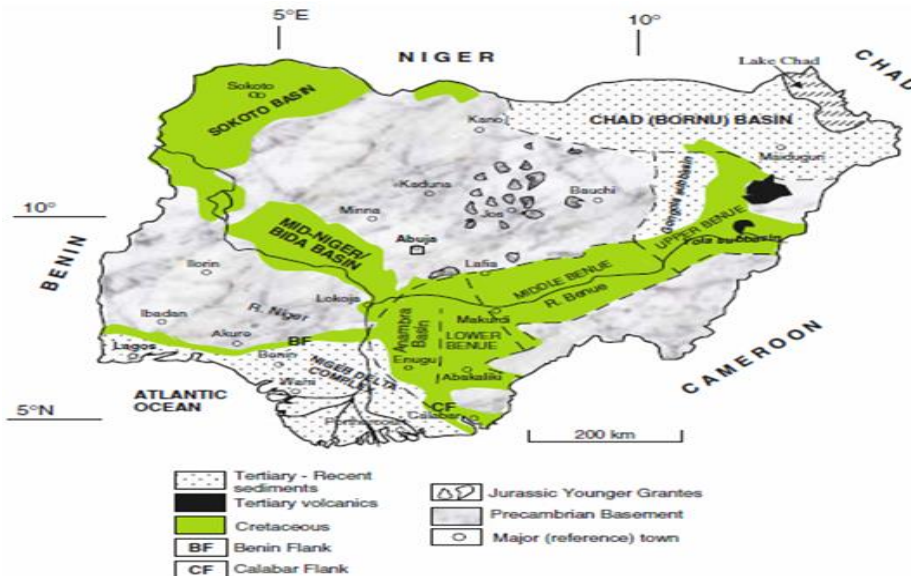 5°E
10°
NIGER
Lake Chad
CHAD
Sokoto
SOKOTO BASIN
Kano
CHAD (BORNU) BASIN
Maiduguri
Kaduna
Bauchi
Gongola subbasin
10°
Minna
Jos
MID-NIGER/
BIDA BASIN
Abuja
UPPER BENUE
Yola subbasin
BENIN
Ilorin
Lafia
MIDDLE BENUE
R. Benue
Lokoja
Ibadan
R. Niger
Makurdi
Akure
Anambra
Basin
LOWER
BENUE
CAMEROON
Lagos
BF
Benin
Enugu
NIGER DELTA
COMPLEX
Abakaliki
Warri
ATLANTIC
OCEAN
5°N
CF
Calabar
200 km
Tertiary - Recent
sediments
Tertiary volcanics
Cretaceous
BF Benin Flank
CF Calabar Flank
Jurassic Younger Grantes
Precambrian Basement
Major (reference) town